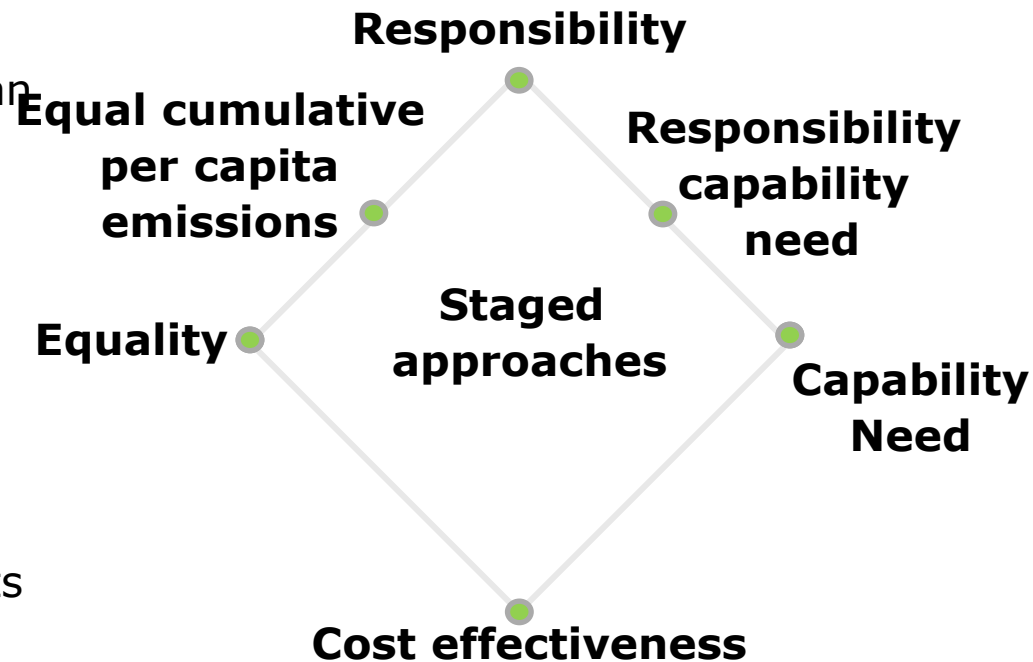 Responsibility
Equal cumulative
per capita
emissions
Responsibility
capability
need
Equality
Staged
approaches
Capability
Need
Cost effectiveness